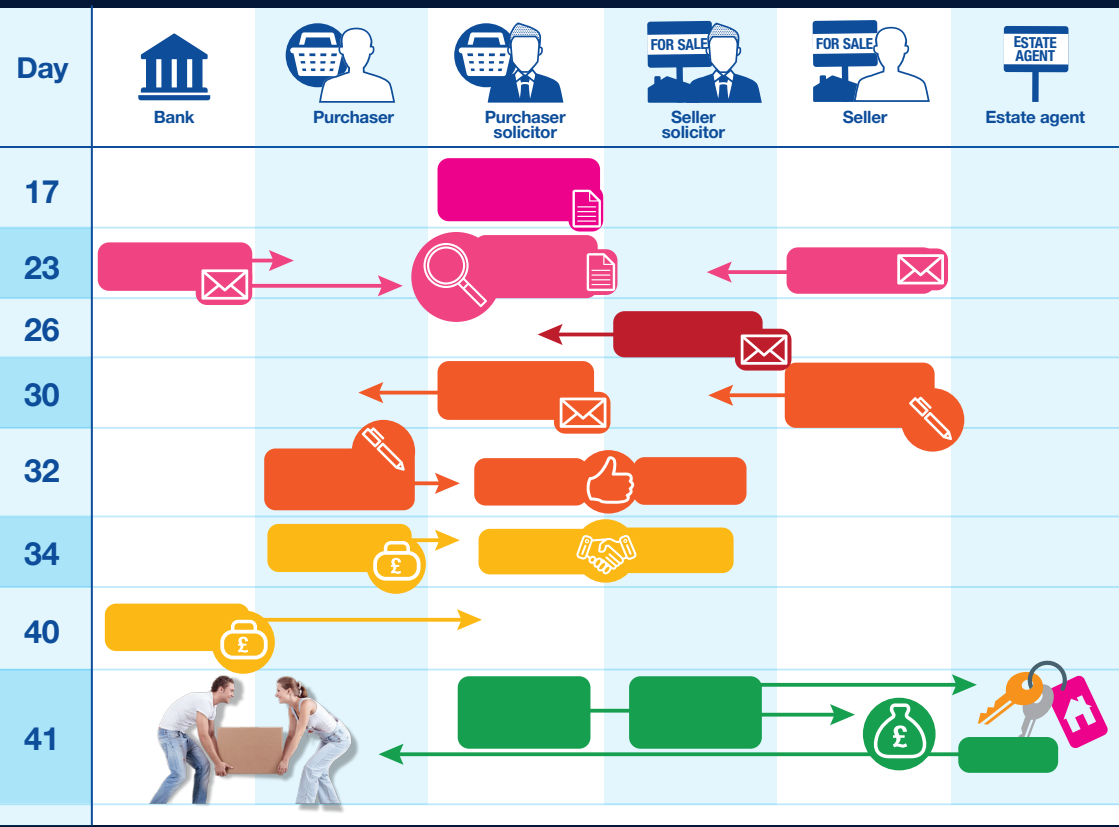 Day
FOR SALE
FOR SALE
ESTATE
AGENT
Bank
Purchaser
Purchaser
solicitor
Seller
solicitor
Seller
Estate agent
17
23
26
30
32
34
£
40
£
41
£